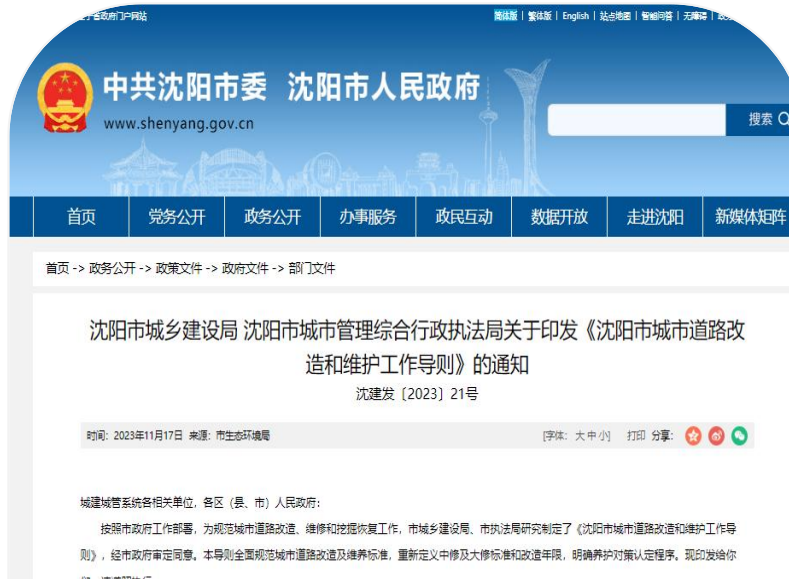 省政府门户网站
简体版 | 繁体版 | English | 站点地图 | 智能问答 | 无障碍
中共沈阳市委 沈阳市人民政府
www.shenyang.gov.cn
搜索
首页 党务公开 政务公开 办事服务 政民互动 数据开放 走进沈阳 新媒体矩阵
首页 -> 政务公开 -> 政策文件 -> 政府文件 -> 部门文件
沈阳市城乡建设局 沈阳市城市管理综合行政执法局关于印发《沈阳市城市道路改
造和维护工作导则》的通知
沈建发〔2023〕21号
时间: 2023年11月17日 来源: 市生态环境局 [字体: 大 中 小] 打印 分享:
城建城管系统各相关单位，各区（县、市）人民政府:
按照市政府工作部署，为规范城市道路改造、维修和挖掘恢复工作，市城乡建设局、市执法局研究制定了《沈阳市城市道路改造和维护工作导
则》，经市政府审定同意。本导则全面规范城市道路改造及维养标准，重新定义中修及大修标准和改造年限，明确养护对策认定程序。现印发给你